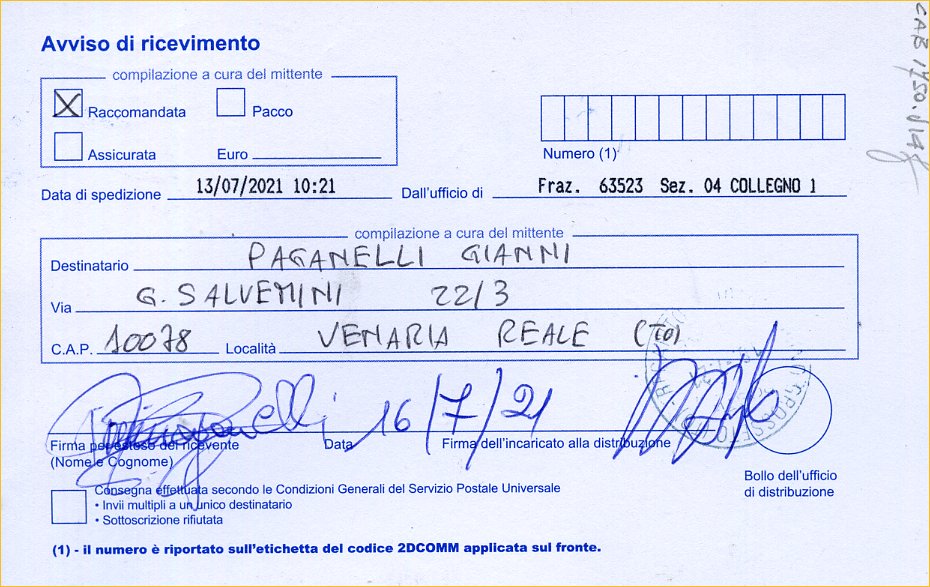 Avviso di ricevimento
compilazione a cura del mittente
X Raccomandata Pacco
Assicurata Euro
Numero (1)
Data di spedizione 13/07/2021 10:21 Dall'ufficio di Fraz. 63523 Sez. 04 COLLEGNO 1
compilazione a cura del mittente
Destinatario PAGANELLI GIANNI
Via G. SALVEMINI 22/3
C.A.P. 10078 Località VENARIA REALE (TO)
16/7/21
Firma per esteso del ricevente Data Firma dell'incaricato alla distribuzione
(Nome e Cognome)
Bollo dell'ufficio
di distribuzione
Consegna effettuata secondo le Condizioni Generali del Servizio Postale Universale
• Invii multipli a un unico destinatario
• Sottoscrizione rifiutata
(1) - il numero è riportato sull'etichetta del codice 2DCOMM applicata sul fronte.
CAB